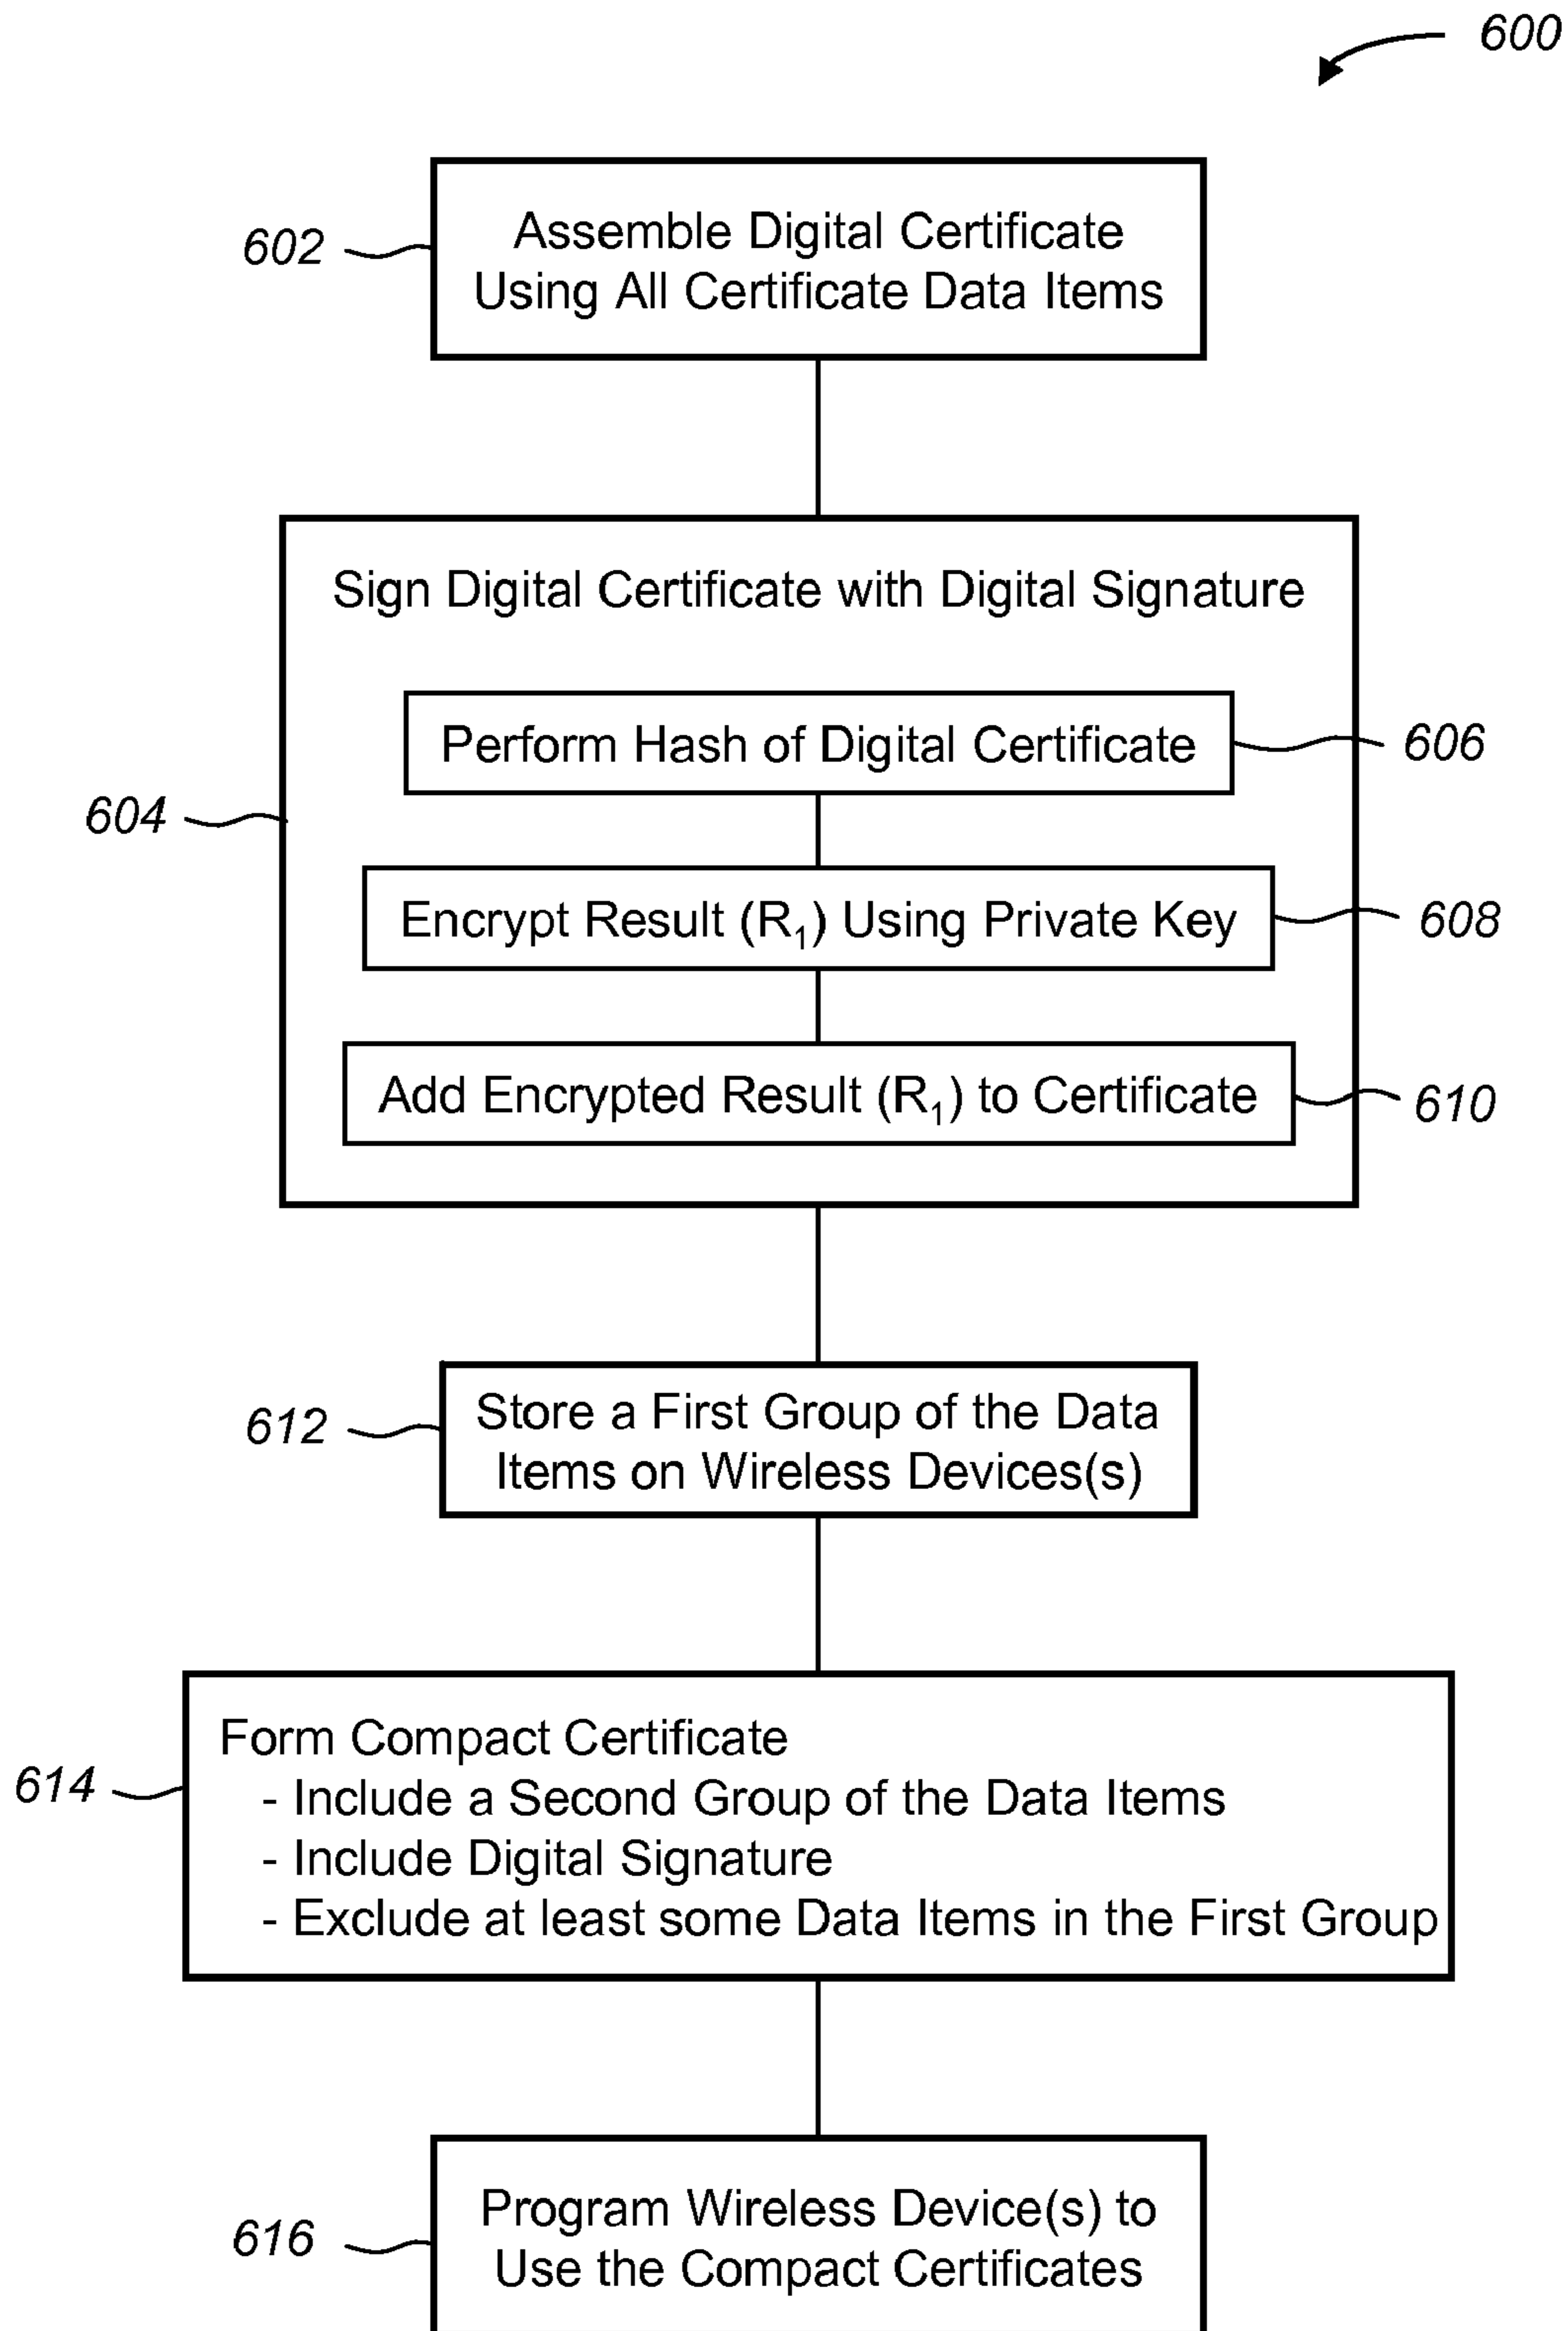 600
602
Assemble Digital Certificate
Using All Certificate Data Items
604
Sign Digital Certificate with Digital Signature
Perform Hash of Digital Certificate
606
Encrypt Result (R₁) Using Private Key
608
Add Encrypted Result (R₁) to Certificate
610
612
Store a First Group of the Data
Items on Wireless Devices(s)
614
Form Compact Certificate
- Include a Second Group of the Data Items
- Include Digital Signature
- Exclude at least some Data Items in the First Group
616
Program Wireless Device(s) to
Use the Compact Certificates